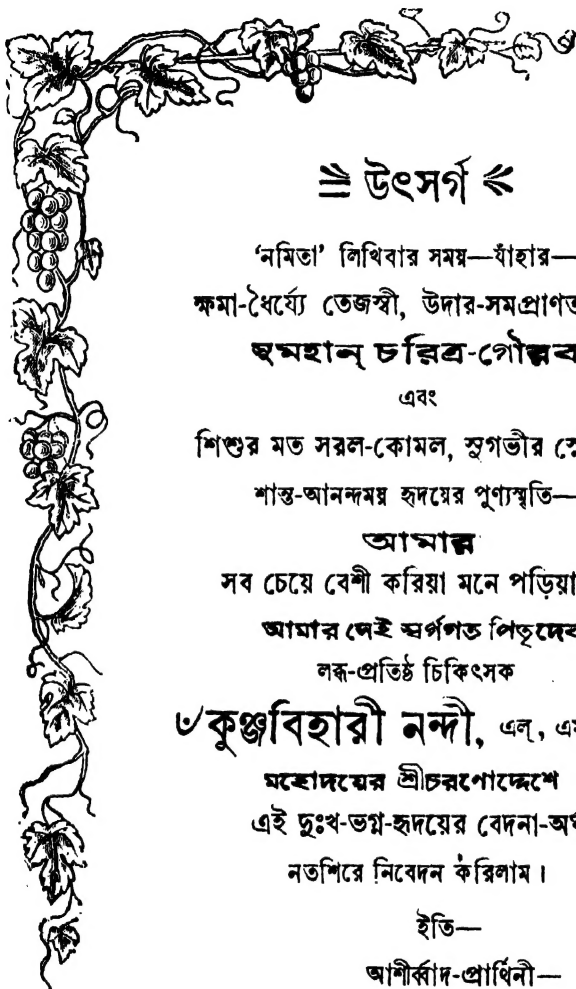 উৎসর্গ
‘নমিতা’ লিখিবার সময়—যাঁহার—
ক্ষমা-ধৈর্য্যে তেজস্বী, উদার-সমপ্রাণত
সুমহান্ চরিত্র-গৌরব
এবং
শিশুর মত সরল-কোমল, সুগভীর স্নে
শান্ত-আনন্দময় হৃদয়ের পুণ্যস্মৃতি—
আমার
সব চেয়ে বেশী করিয়া মনে পড়িয়া
আমার সেই স্বর্গগত পিতৃদেব
লব্ধ-প্রতিষ্ঠ চিকিৎসক
৺কুঞ্জবিহারী নন্দী, এল্, এম
মহোদয়ের শ্রীচরণোদ্দেশে
এই দুঃখ-ভগ্ন-হৃদয়ের বেদনা-অর্ঘ
নতশিরে নিবেদন করিলাম।
ইতি—
আশীর্ব্বাদ-প্রার্থিনী—